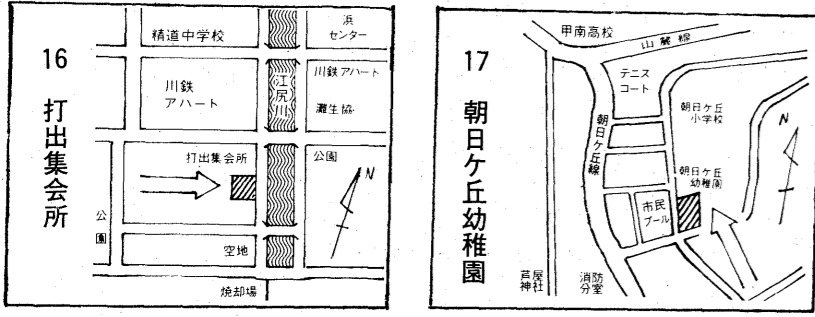 16
打出集会所
精道中学校
浜
センター
川鉄
アパート
江尻川
川鉄アパート
灘生協
打出集会所
公園
N
公園
空地
焼却場
17
朝日ケ丘幼稚園
甲南高校
山麓線
テニス
コート
朝日ケ丘線
朝日ケ丘
小学校
N
朝日ケ丘
幼稚園
市民
プール
芦屋
神社
消防
分室